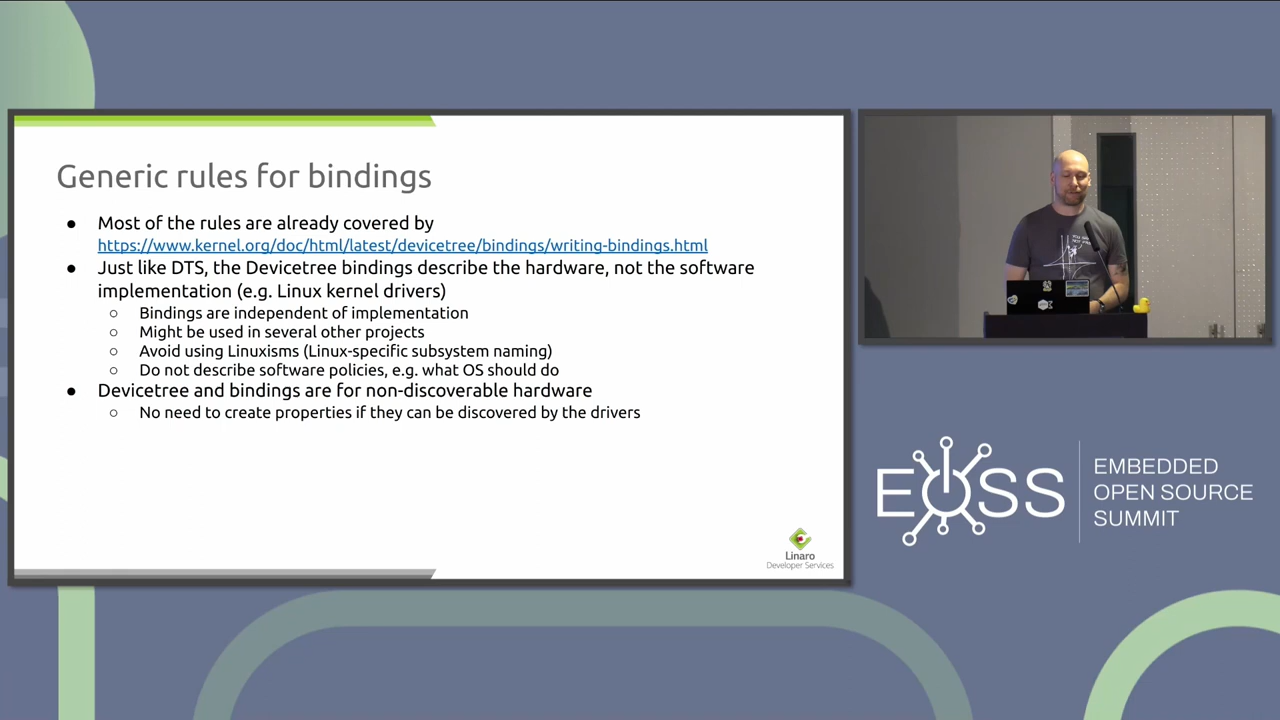 Generic rules for bindings
● Most of the rules are already covered by
https://www.kernel.org/doc/html/latest/devicetree/bindings/writing-bindings.html
● Just like DTS, the Devicetree bindings describe the hardware, not the software
implementation (e.g. Linux kernel drivers)
○ Bindings are independent of implementation
○ Might be used in several other projects
○ Avoid using Linuxisms (Linux-specific subsystem naming)
○ Do not describe software policies, e.g. what OS should do
● Devicetree and bindings are for non-discoverable hardware
○ No need to create properties if they can be discovered by the drivers
Linaro
Developer Services
EOSS
EMBEDDED
OPEN SOURCE
SUMMIT